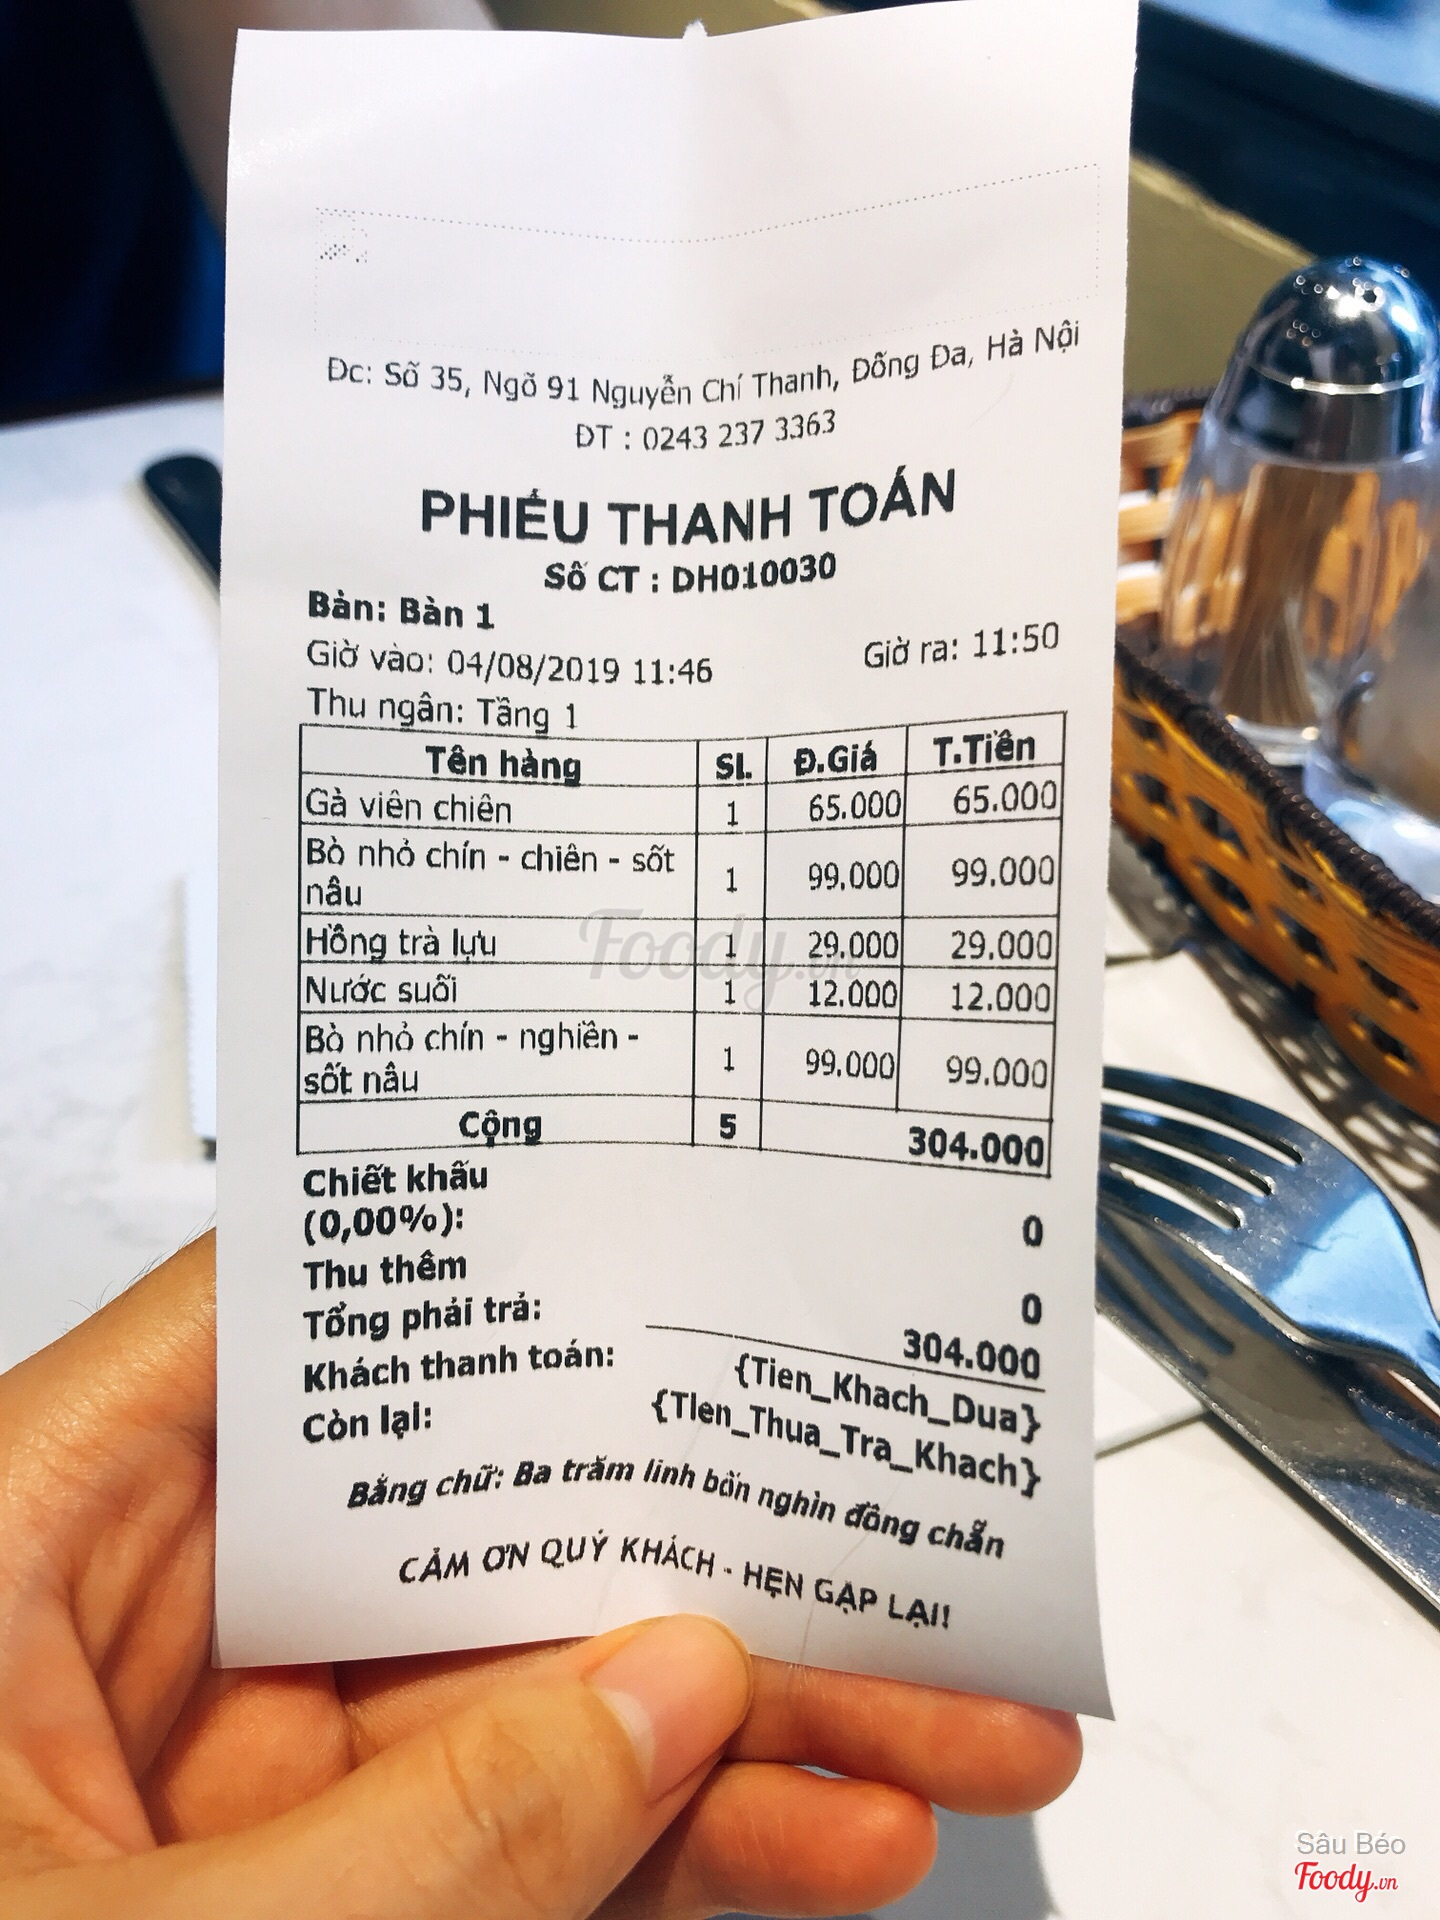 Đc: Số 35, Ngõ 91 Nguyễn Chí Thanh, Đống Đa, Hà Nội
ĐT : 0243 237 3363
PHIẾU THANH TOÁN
Số CT : DH010030
Bàn: Bàn 1
Giờ vào: 04/08/2019 11:46 Giờ ra: 11:50
Thu ngân: Tầng 1
Tên hàng SL Đ.Giá T.Tiền
Gà viên chiên 1 65.000 65.000
Bò nhỏ chín - chiên - sốt
nâu 1 99.000 99.000
Hồng trà lựu 1 29.000 29.000
Nước suối 1 12.000 12.000
Bò nhỏ chín - nghiền -
sốt nâu 1 99.000 99.000
Cộng 5 304.000
Chiết khấu
(0,00%): 0
Thu thêm 0
Tổng phải trả: 304.000
Khách thanh toán: {Tien_Khach_Dua}
Còn lại: {Tien_Thua_Tra_Khach}
Bằng chữ: Ba trăm linh bốn nghìn đồng chẵn
CẢM ƠN QUÝ KHÁCH - HẸN GẶP LẠI!
Foody.vn
Sâu Béo
Foody.vn